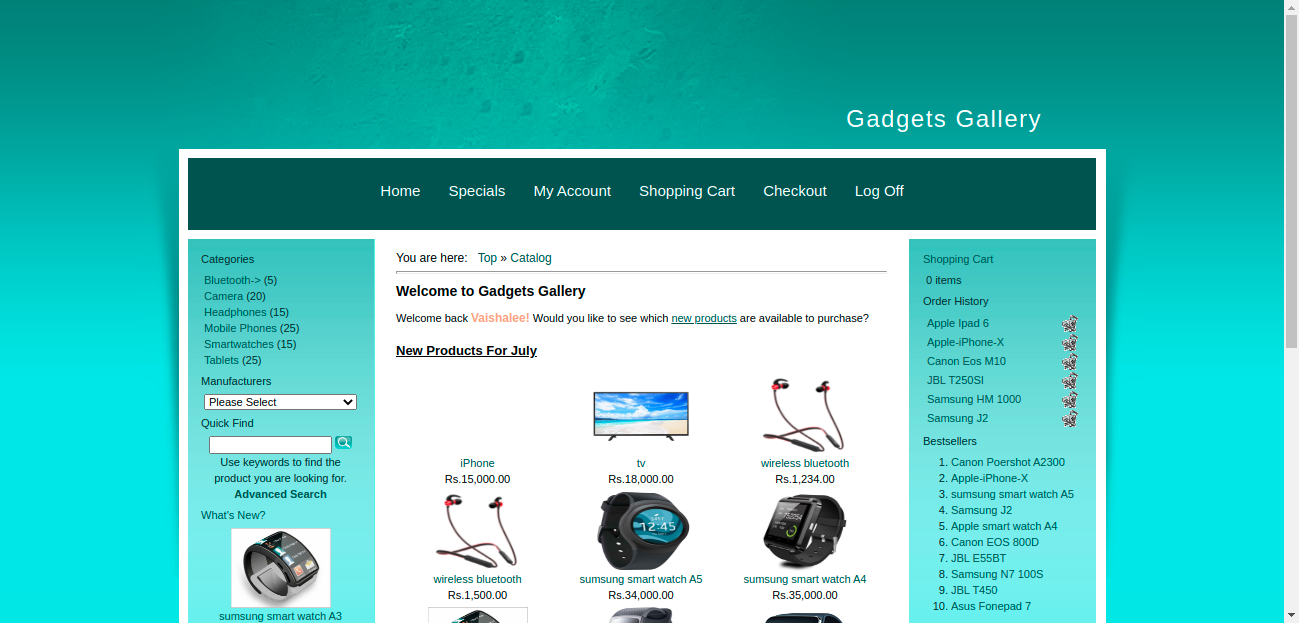 Gadgets Gallery
Home Specials My Account Shopping Cart Checkout Log Off
Categories
Bluetooth-> (5)
Camera (20)
Headphones (15)
Mobile Phones (25)
Smartwatches (15)
Tablets (25)
Manufacturers
Please Select
Quick Find
Use keywords to find the
product you are looking for.
Advanced Search
What's New?
samsung smart watch A3
You are here: Top » Catalog
Welcome to Gadgets Gallery
Welcome back Vaishalee! Would you like to see which new products are available to purchase?
New Products For July
iPhone
Rs.15,000.00
tv
Rs.18,000.00
wireless bluetooth
Rs.1,234.00
wireless bluetooth
Rs.1,500.00
12:45
sumsung smart watch A5
Rs.34,000.00
sumsung smart watch A4
Rs.35,000.00
Shopping Cart
0 items
Order History
Apple Ipad 6
Apple-iPhone-X
Canon Eos M10
JBL T250SI
Samsung HM 1000
Samsung J2
Bestsellers
1. Canon Poershot A2300
2. Apple-iPhone-X
3. sumsung smart watch A5
4. Samsung J2
5. Apple smart watch A4
6. Canon EOS 800D
7. JBL E55BT
8. Samsung N7 100S
9. JBL T450
10. Asus Fonepad 7